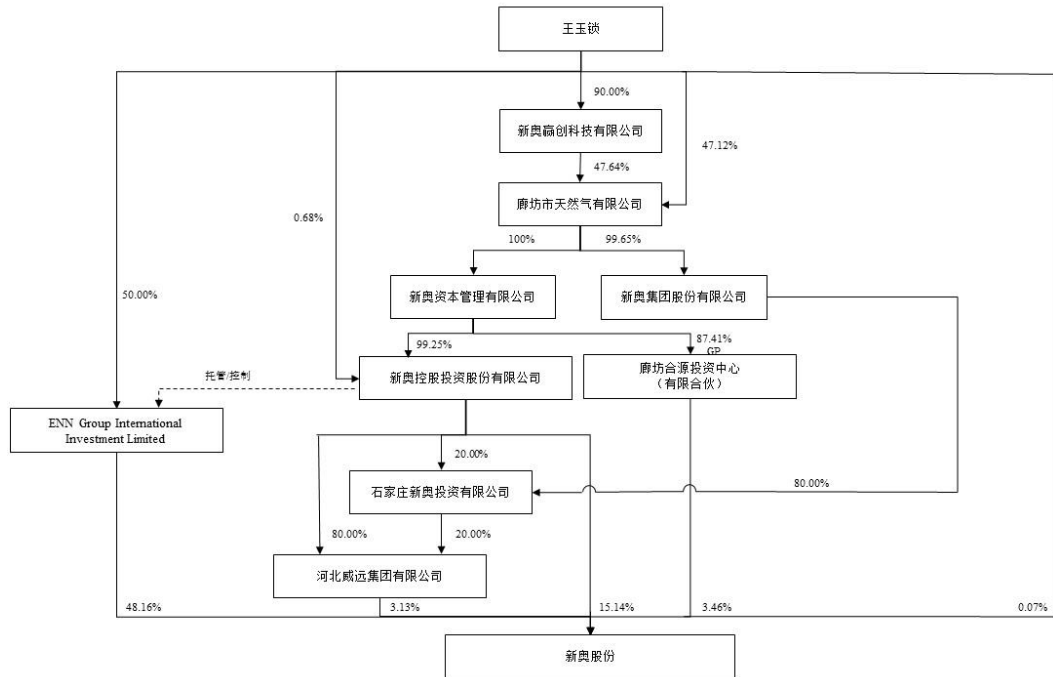 王玉锁
90.00%
新奥赢创科技有限公司
47.12%
47.64%
廊坊市天然气有限公司
0.68%
100%
99.65%
新奥资本管理有限公司
新奥集团股份有限公司
50.00%
99.25%
87.41%
GP
托管/控制
新奥控股投资股份有限公司
廊坊合源投资中心
（有限合伙）
ENN Group International
Investment Limited
20.00%
石家庄新奥投资有限公司
80.00%
80.00%
20.00%
河北威远集团有限公司
48.16%
3.13%
15.14%
3.46%
0.07%
新奥股份